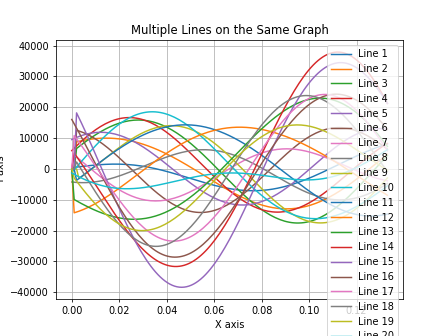 Multiple Lines on the Same Graph
40000
30000
20000
10000
0
−10000
−20000
−30000
−40000
0.00
0.02
0.04
0.06
0.08
0.10
X axis
Line 1
Line 2
Line 3
Line 4
Line 5
Line 6
Line 7
Line 8
Line 9
Line 10
Line 11
Line 12
Line 13
Line 14
Line 15
Line 16
Line 17
Line 18
Line 19
Line 20